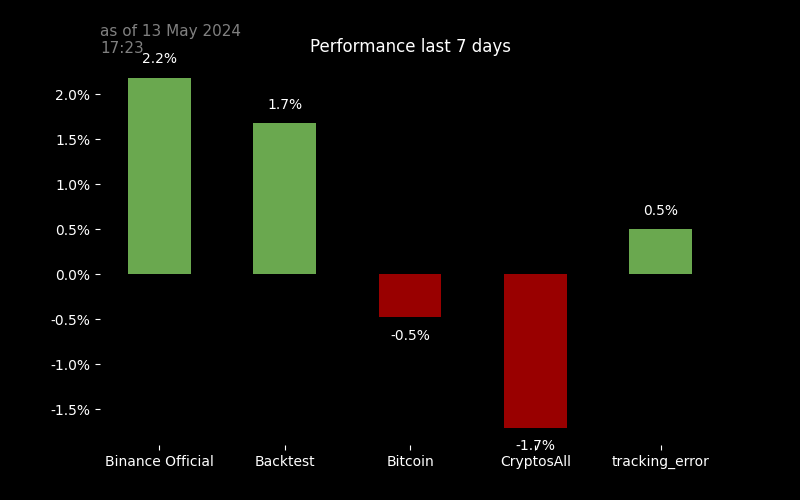 as of 13 May 2024
17:23
Performance last 7 days
2.2%
1.7%
0.5%
-0.5%
-1.7%
2.0%
1.5%
1.0%
0.5%
0.0%
-0.5%
-1.0%
-1.5%
Binance Official
Backtest
Bitcoin
CryptosAll
tracking_error